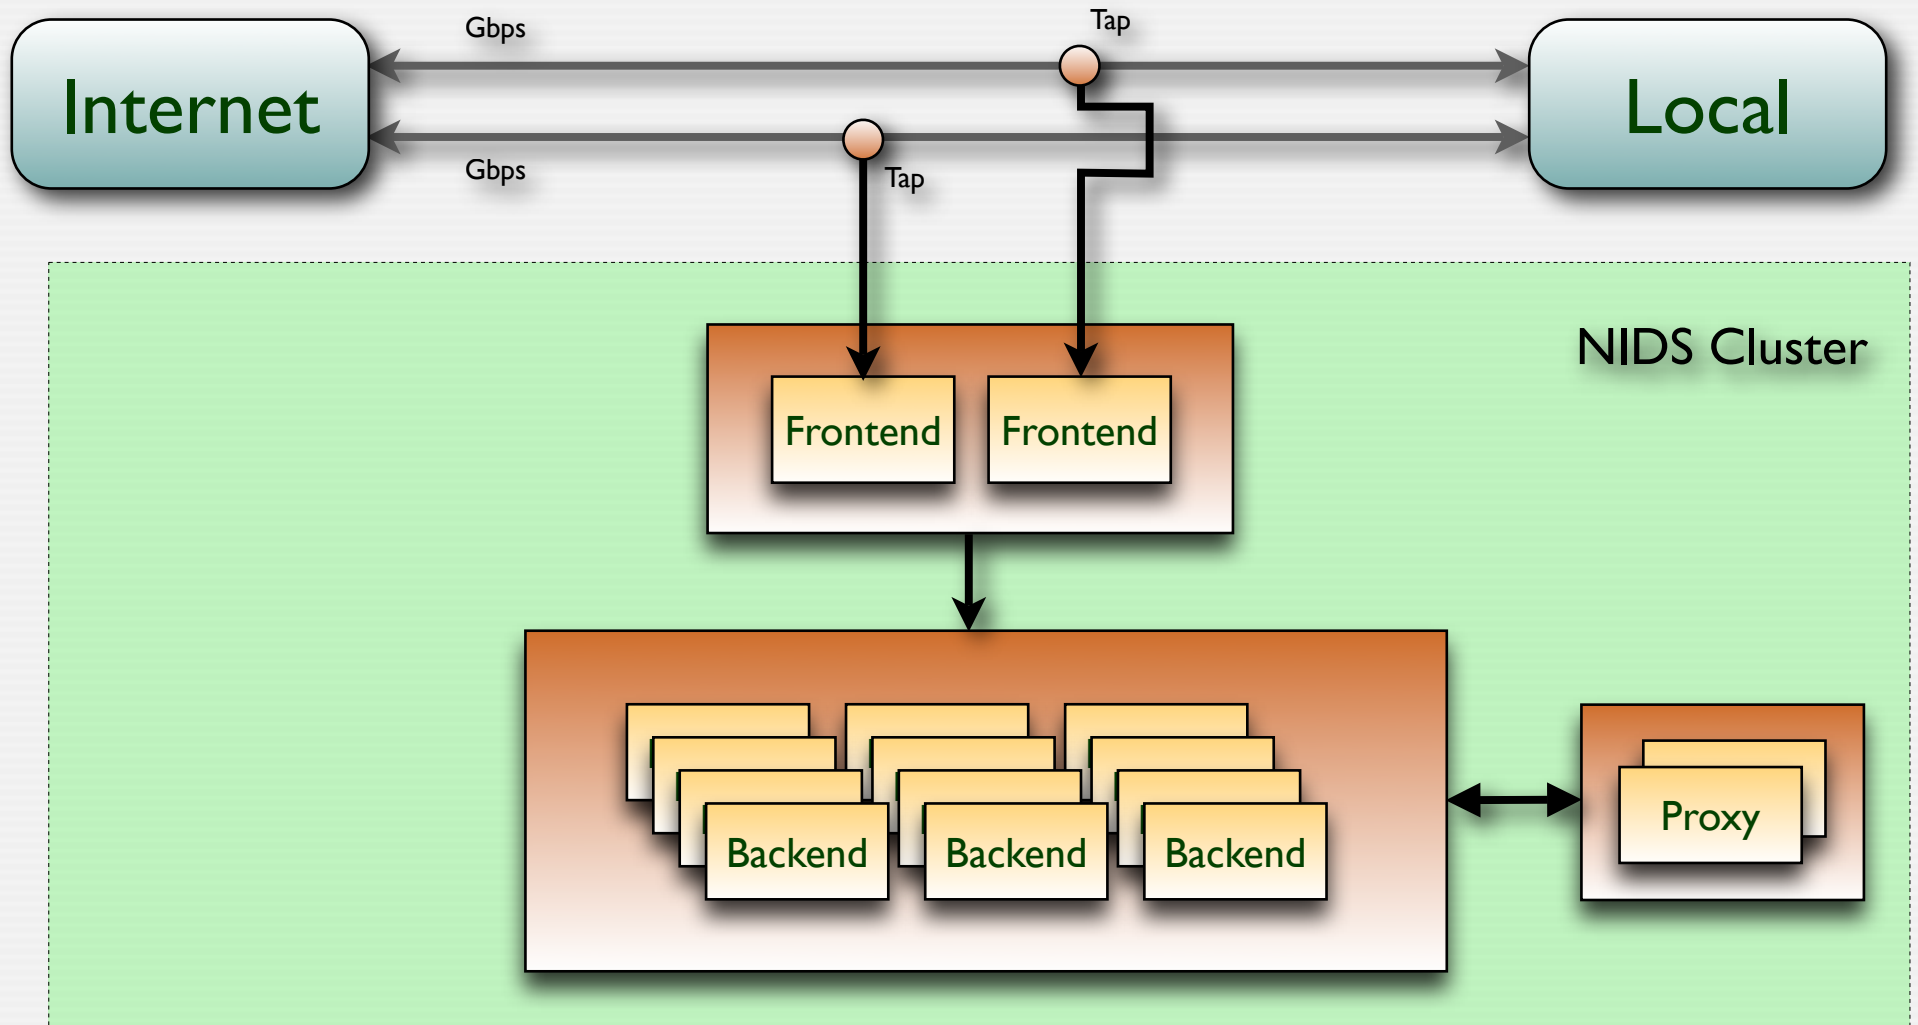 Gbps
Tap
Internet
Local
Gbps
Tap
NIDS Cluster
Frontend
Frontend
Proxy
Backend
Backend
Backend